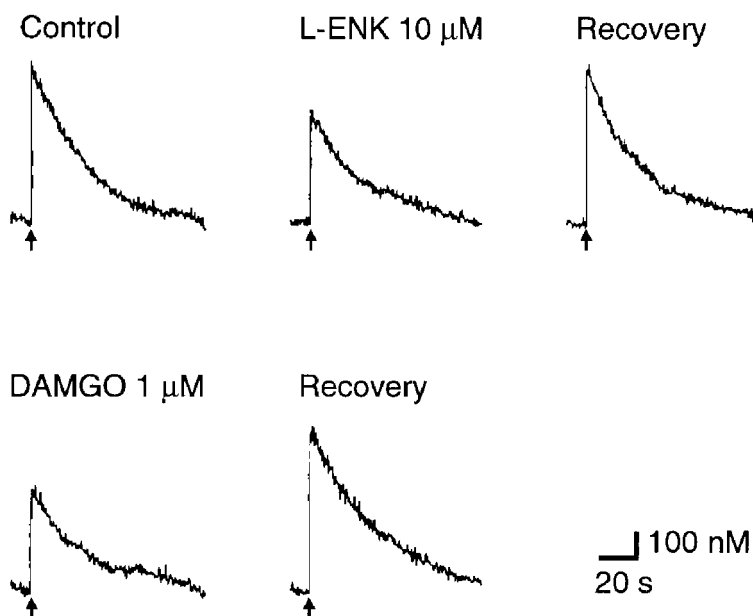 Control
L-ENK 10 μM
Recovery
DAMGO 1 μM
Recovery
100 nM
20 s